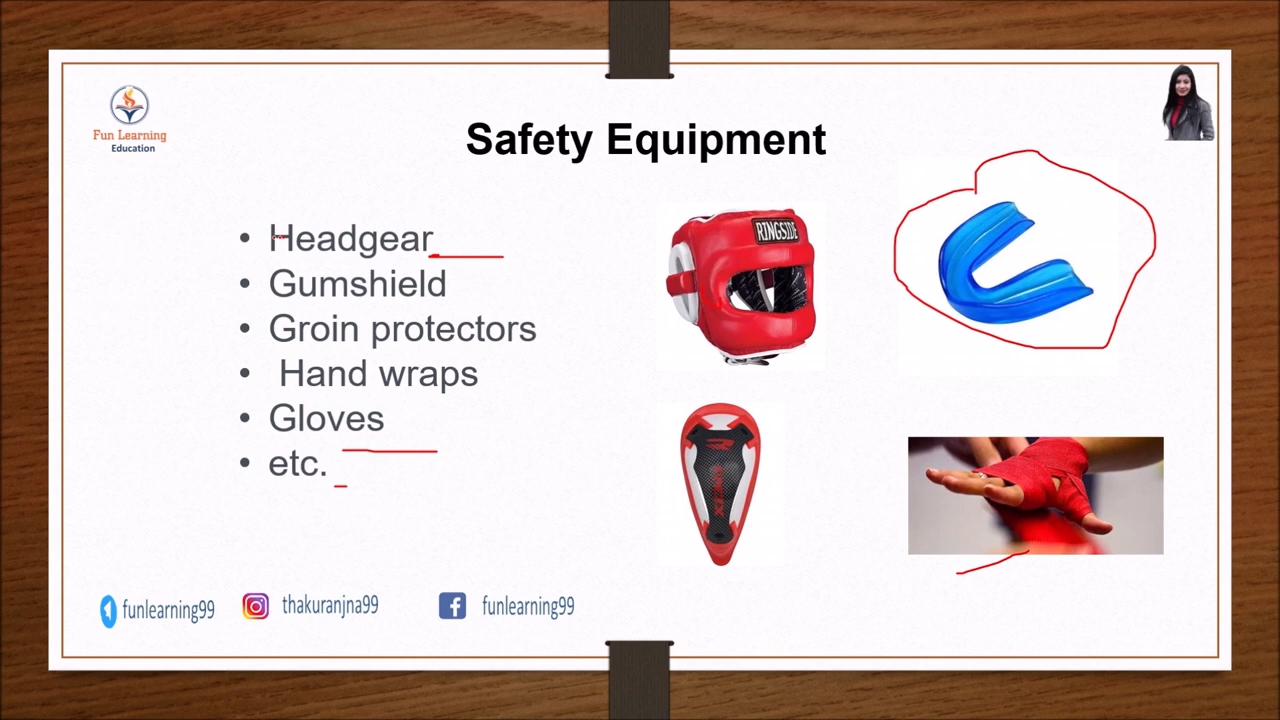 Fun Learning
Education
Safety Equipment
• Headgear
• Gumshield
• Groin protectors
• Hand wraps
• Gloves
• etc.
RINGSIDE
funlearning99
thakuranjna99
funlearning99